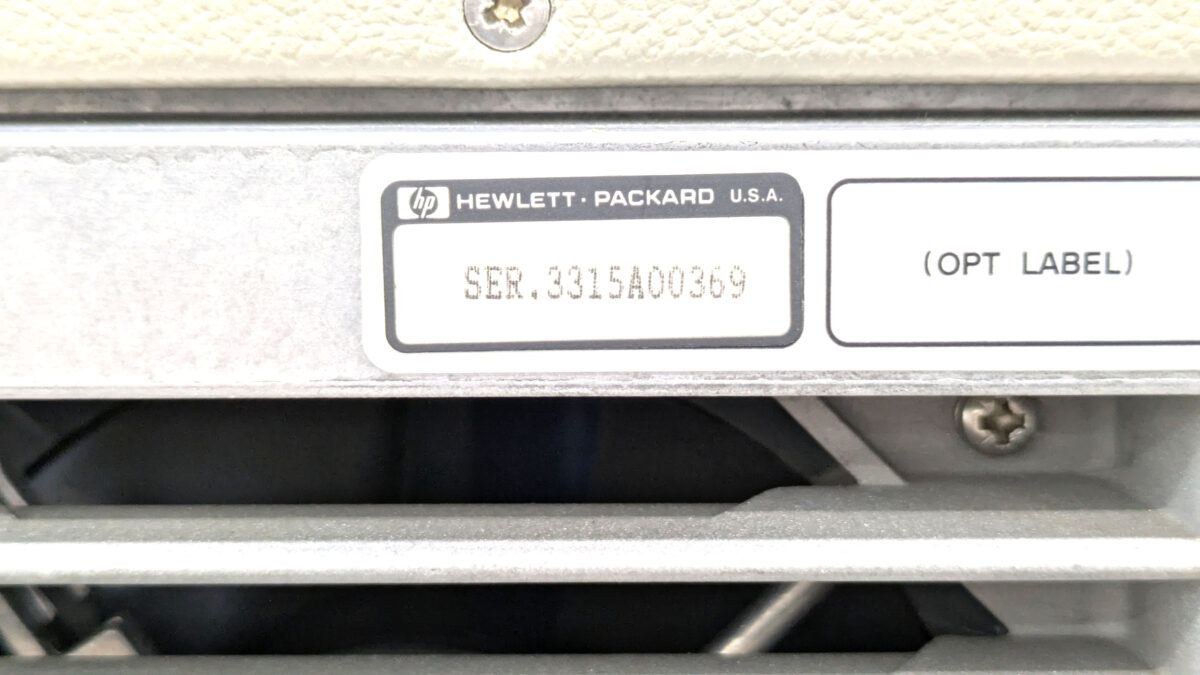 hp HEWLETT·PACKARD U.S.A.
SER.3315A00369
(OPT LABEL)